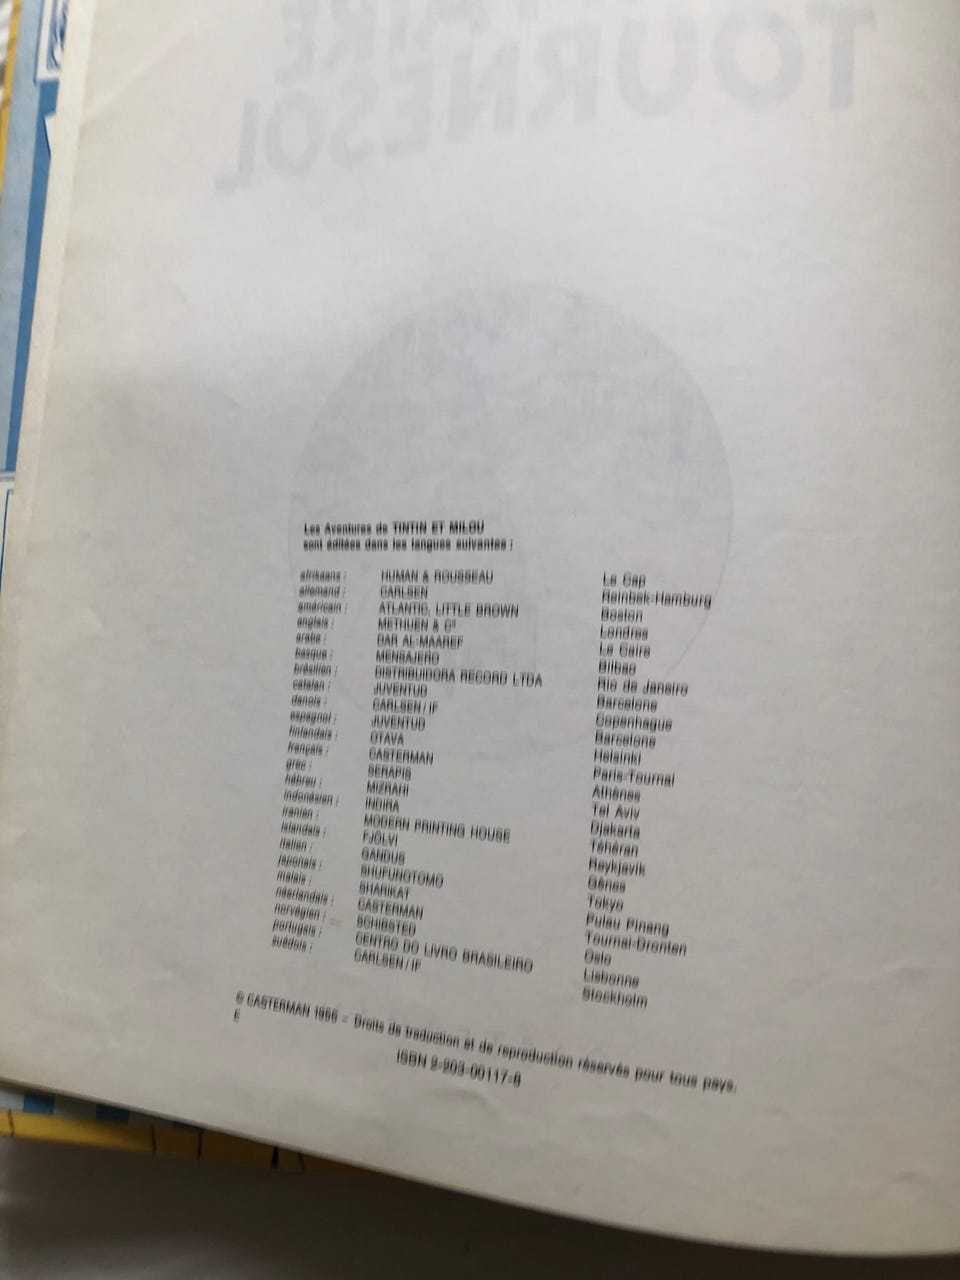 L'AFFAIRE
TOURNESOL
Les Aventures de TINTIN ET MILOU
sont éditées dans les langues suivantes :
afrikaans : HUMAN & ROUSSEAU Le Cap
allemand : CARLSEN Reinbek-Hamburg
américain : ATLANTIC, LITTLE BROWN Boston
anglais : METHUEN & C° Londres
arabe : DAR AL-MAAREF Le Caire
basque : MENSAJERO Bilbao
brésilien : DISTRIBUIDORA RECORD LTDA Rio de Janeiro
catalan : JUVENTUD Barcelone
danois : CARLSEN / IF Copenhague
espagnol : JUVENTUD Barcelone
finlandais : OTAVA Helsinki
français : CASTERMAN Paris-Tournai
grec : SERAPIS Athènes
hébreu : MIZRAHI Tel Aviv
indonésien : INDIRA Djakarta
iranien : MODERN PRINTING HOUSE Téhéran
islandais : FJÖLVI Reykjavik
italien : GANDUS Gênes
japonais : SHUFUNOTOMO Tokyo
malais : SHARIKAT Pulau Pinang
néerlandais : CASTERMAN Tournai-Dronten
norvégien : SCHIBSTED Oslo
portugais : CENTRO DO LIVRO BRASILEIRO Lisbonne
suédois : CARLSEN / IF Stockholm
© CASTERMAN 1956 - Droits de traduction et de reproduction réservés pour tous pays.
ISBN 2-203-00117-8